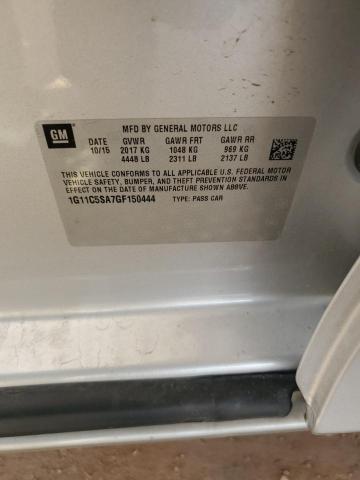 GM
MFD BY GENERAL MOTORS LLC
DATE GVWR GAWR FRT GAWR RR
10/15 2017 KG 1048 KG 969 KG
4448 LB 2311 LB 2137 LB
THIS VEHICLE CONFORMS TO ALL APPLICABLE U.S. FEDERAL MOTOR
VEHICLE SAFETY, BUMPER, AND THEFT PREVENTION STANDARDS IN
EFFECT ON THE DATE OF MANUFACTURE SHOWN ABOVE.
1G11C5SA7GF150444 TYPE: PASS CAR